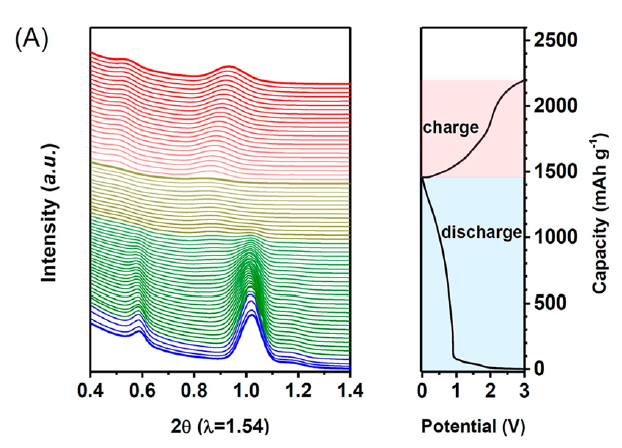 (A)
Intensity (a.u.)
0.4 0.6 0.8 1.0 1.2 1.4
2θ (λ=1.54)
charge
discharge
0 1 2 3
Potential (V)
2500
2000
1500
1000
500
0
Capacity (mAh g⁻¹)